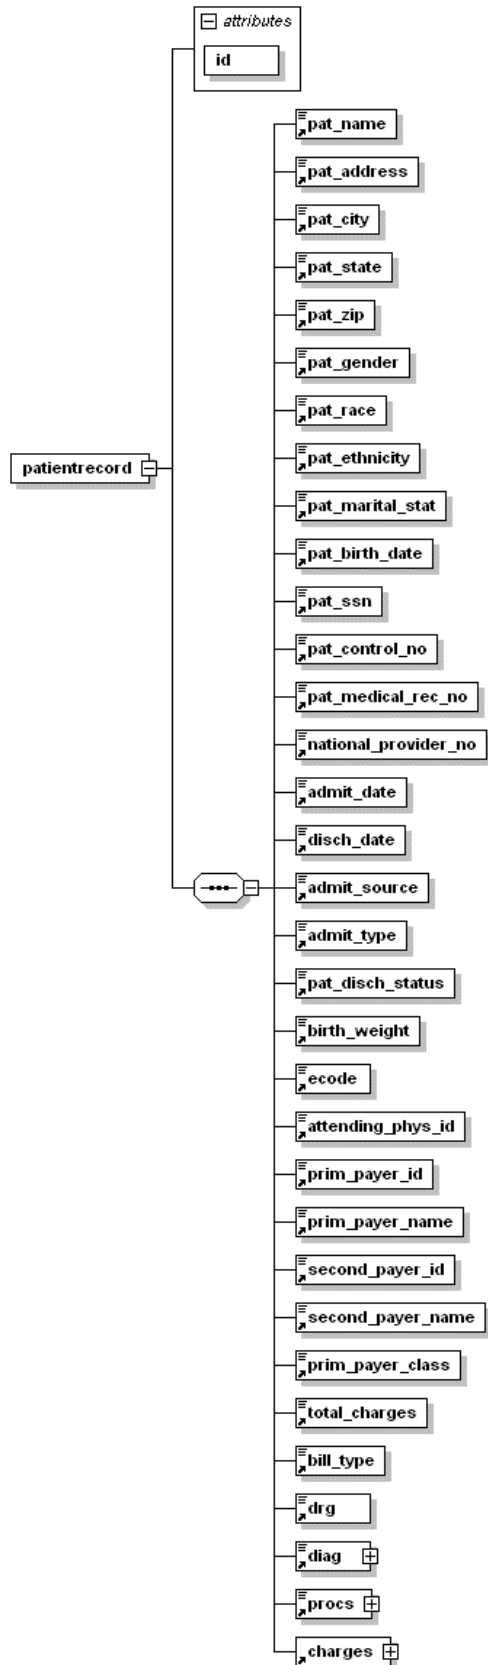 attributes
id
pat_name
pat_address
pat_city
pat_state
pat_zip
pat_gender
pat_race
patientrecord
pat_ethnicity
pat_marital_stat
pat_birth_date
pat_ssn
pat_control_no
pat_medical_rec_no
national_provider_no
admit_date
disch_date
admit_source
admit_type
pat_disch_status
birth_weight
ecode
attending_phys_id
prim_payer_id
prim_payer_name
second_payer_id
second_payer_name
prim_payer_class
total_charges
bill_type
drg
diag
procs
charges